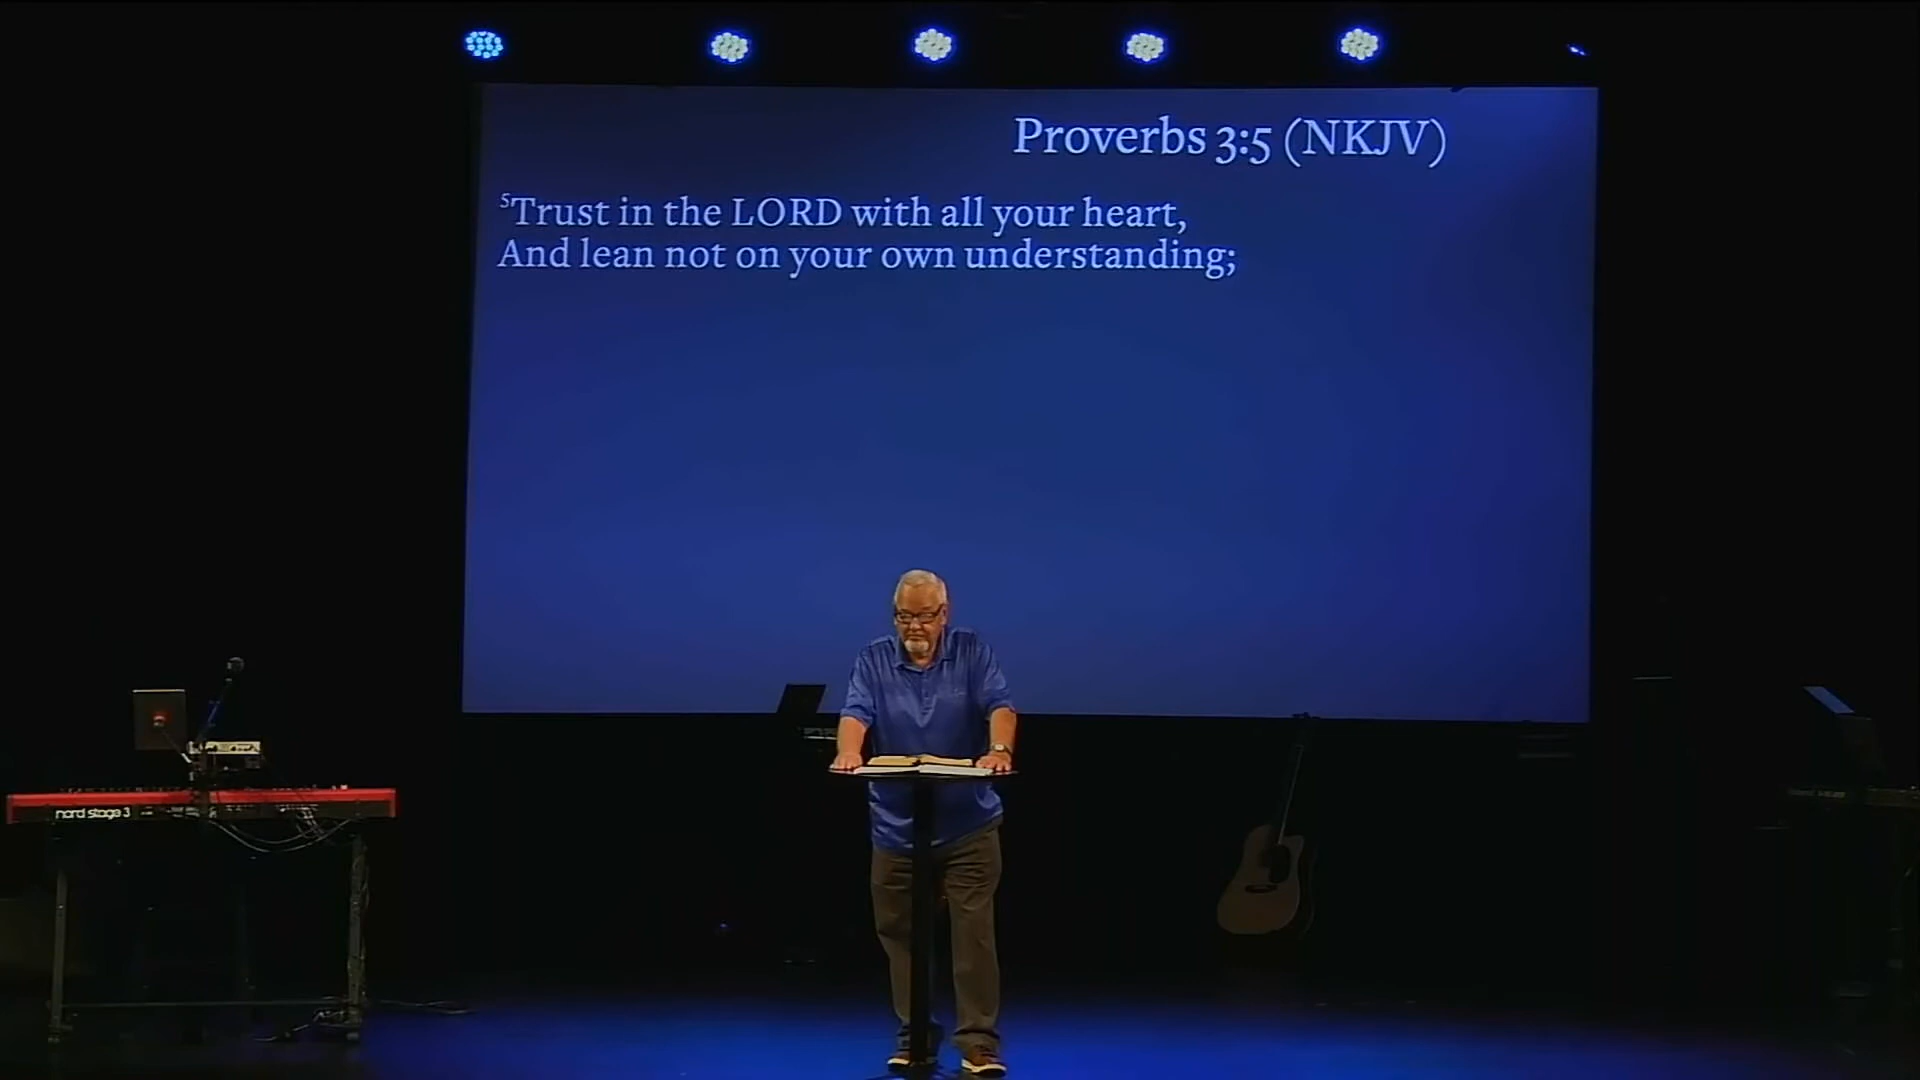 Proverbs 3:5 (NKJV)
⁵Trust in the LORD with all your heart,
And lean not on your own understanding;
nord stage 3